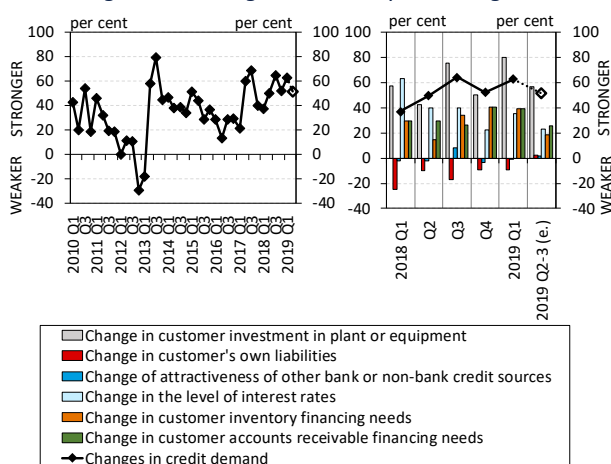 per cent per cent per cent per cent
100 100 100 100
80 80 80 80
60 60 60 60
40 40 40 40
20 20 20 20
0 0 0 0
-20 -20 -20 -20
-40 -40 -40 -40
WEAKER STRONGER
WEAKER STRONGER
2010 Q1
Q3
2011 Q1
Q3
2012 Q1
Q3
2013 Q1
Q3
2014 Q1
Q3
2015 Q1
Q3
2016 Q1
Q3
2017 Q1
Q3
2018 Q1
Q3
2019 Q1
2018 Q1
Q2
Q3
Q4
2019 Q1
2019 Q2-3 (e.)
Change in customer investment in plant or equipment
Change in customer's own liabilities
Change of attractiveness of other bank or non-bank credit sources
Change in the level of interest rates
Change in customer inventory financing needs
Change in customer accounts receivable financing needs
Changes in credit demand